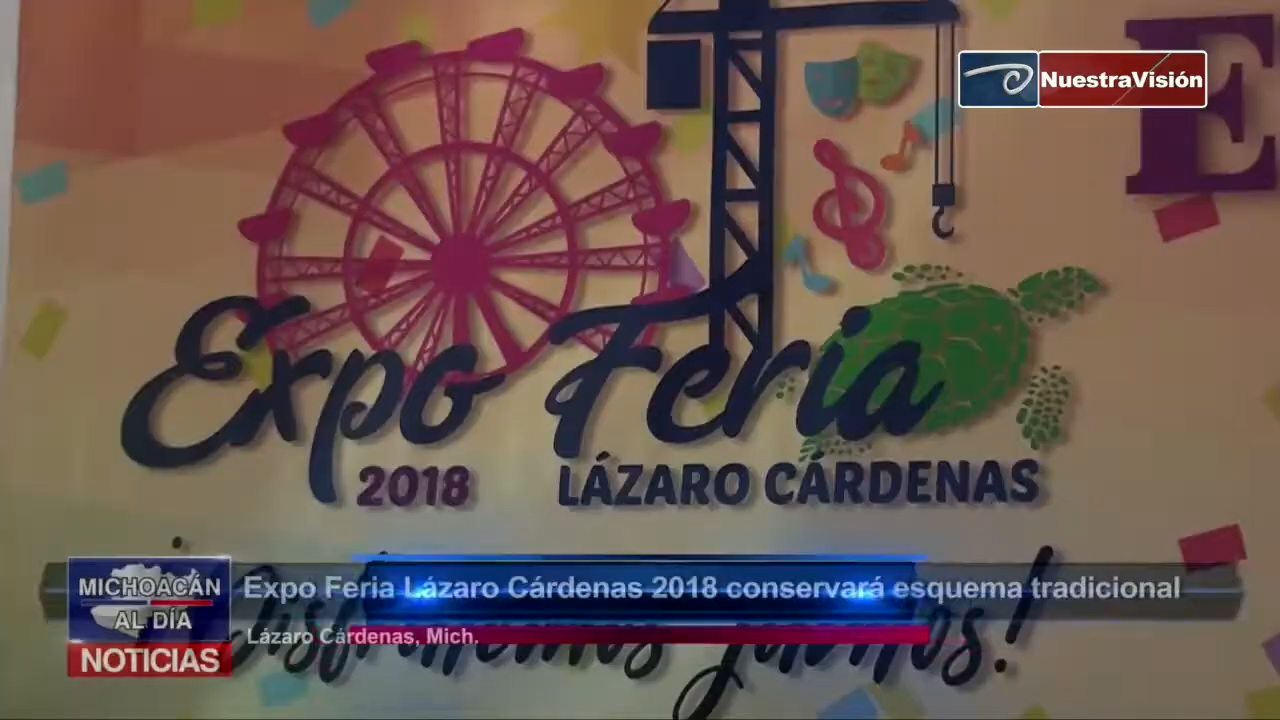 NuestraVisión
E
Expo Feria
2018 LÁZARO CÁRDENAS
MICHOACÁN
AL DÍA
NOTICIAS
Expo Feria Lázaro Cárdenas 2018 conservará esquema tradicional
Lázaro Cárdenas, Mich.